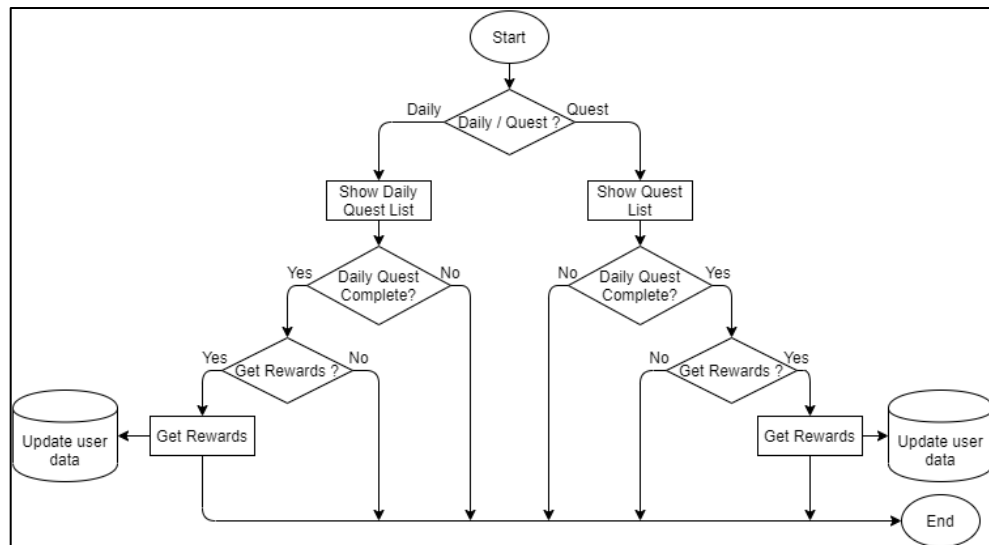 Start
Daily
Quest
Daily / Quest ?
Show Daily
Quest List
Show Quest
List
Yes
Daily Quest
Complete?
No
No
Daily Quest
Complete?
Yes
Yes
Get Rewards ?
No
No
Get Rewards ?
Yes
Update user
data
Get Rewards
Get Rewards
Update user
data
End